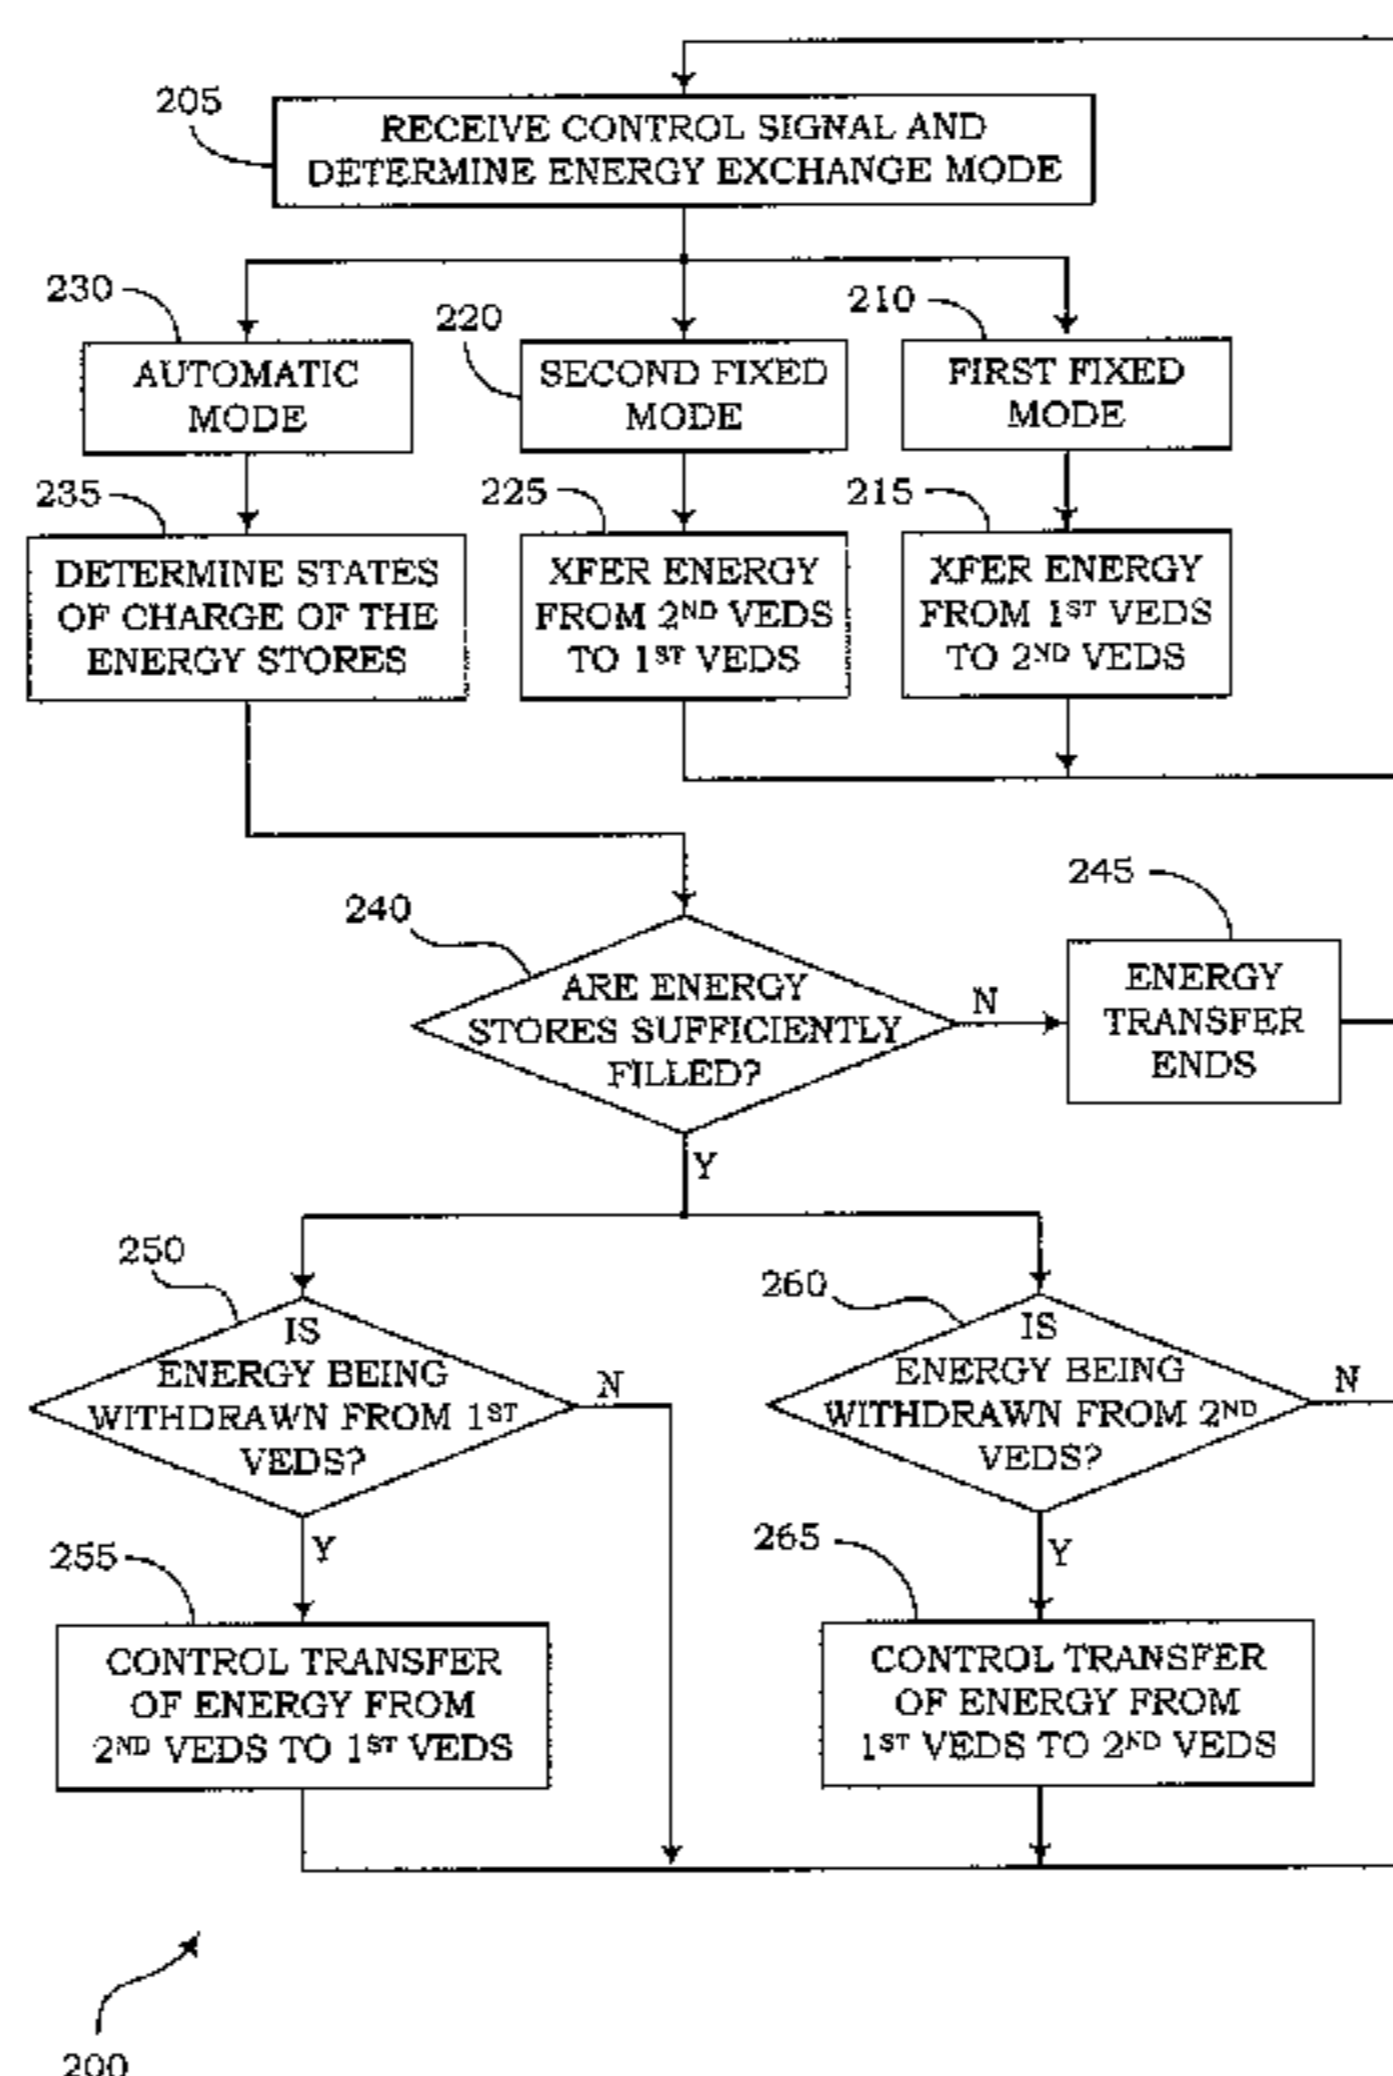 205
RECEIVE CONTROL SIGNAL AND
DETERMINE ENERGY EXCHANGE MODE
230
AUTOMATIC
MODE
220
SECOND FIXED
MODE
210
FIRST FIXED
MODE
235
DETERMINE STATES
OF CHARGE OF THE
ENERGY STORES
225
XFER ENERGY
FROM 2ND VEDS
TO 1ST VEDS
215
XFER ENERGY
FROM 1ST VEDS
TO 2ND VEDS
240
ARE ENERGY
STORES SUFFICIENTLY
FILLED?
N
245
ENERGY
TRANSFER
ENDS
Y
250
IS
ENERGY BEING
WITHDRAWN FROM 1ST
VEDS?
N
260
IS
ENERGY BEING
WITHDRAWN FROM 2ND
VEDS?
N
Y
255
CONTROL TRANSFER
OF ENERGY FROM
2ND VEDS TO 1ST VEDS
Y
265
CONTROL TRANSFER
OF ENERGY FROM
1ST VEDS TO 2ND VEDS
200